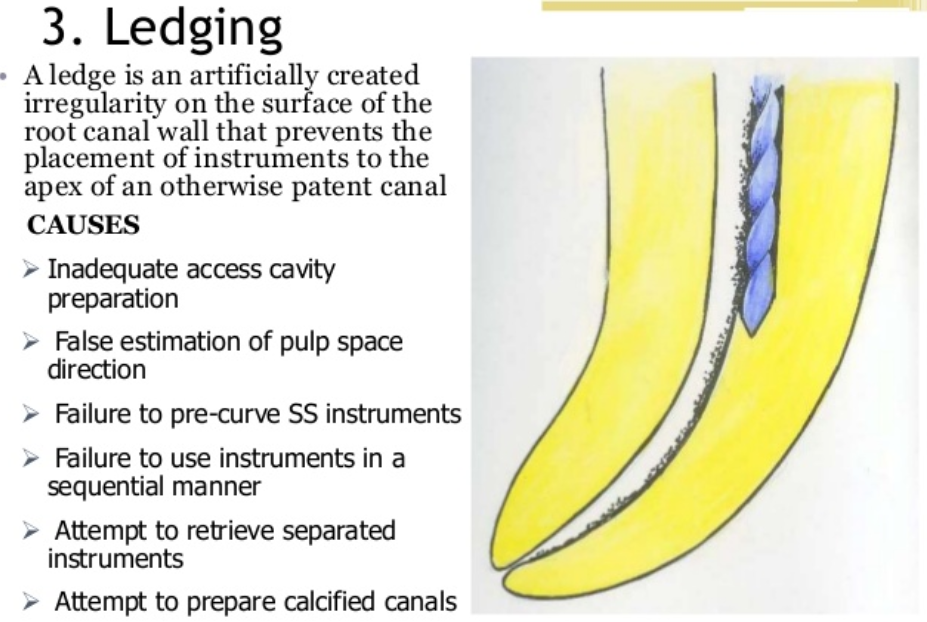 3. Ledging
• A ledge is an artificially created
irregularity on the surface of the
root canal wall that prevents the
placement of instruments to the
apex of an otherwise patent canal
CAUSES
➢ Inadequate access cavity
preparation
➢ False estimation of pulp space
direction
➢ Failure to pre-curve SS instruments
➢ Failure to use instruments in a
sequential manner
➢ Attempt to retrieve separated
instruments
➢ Attempt to prepare calcified canals